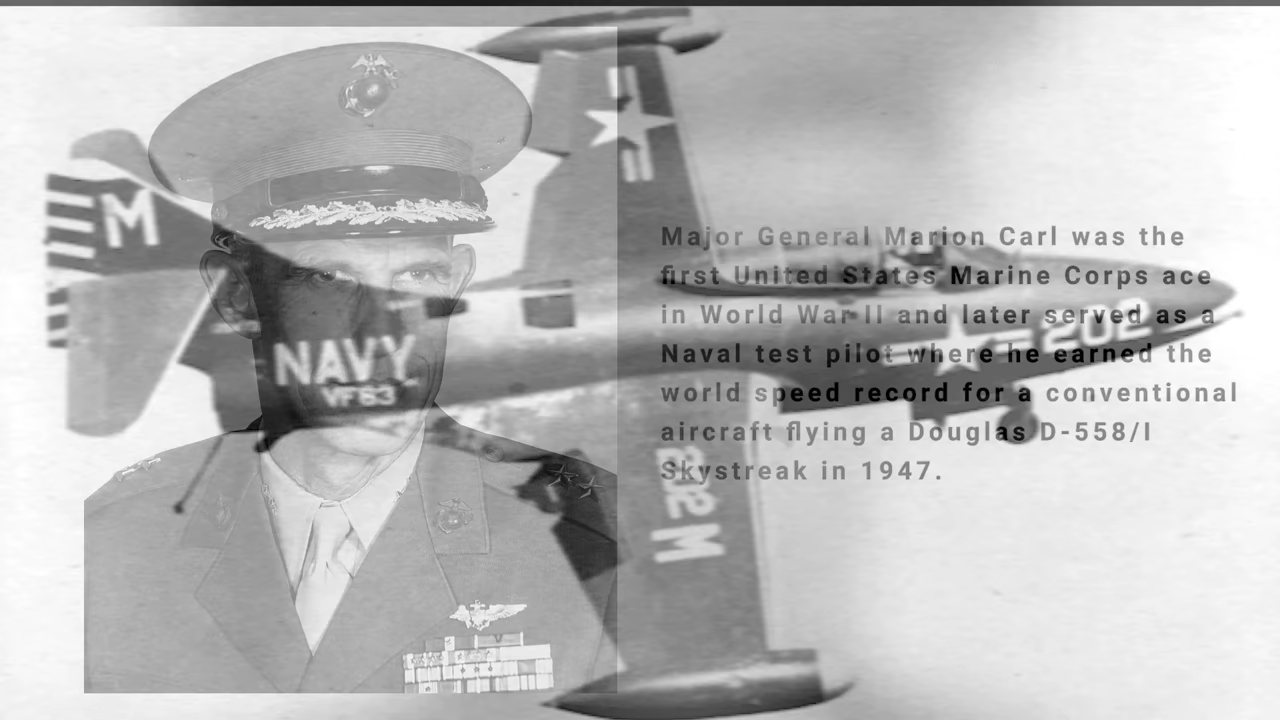 M
NAVY
VF63
202
202 M
Major General Marion Carl was the
first United States Marine Corps ace
in World War II and later served as a
Naval test pilot where he earned the
world speed record for a conventional
aircraft flying a Douglas D-558/I
Skystreak in 1947.